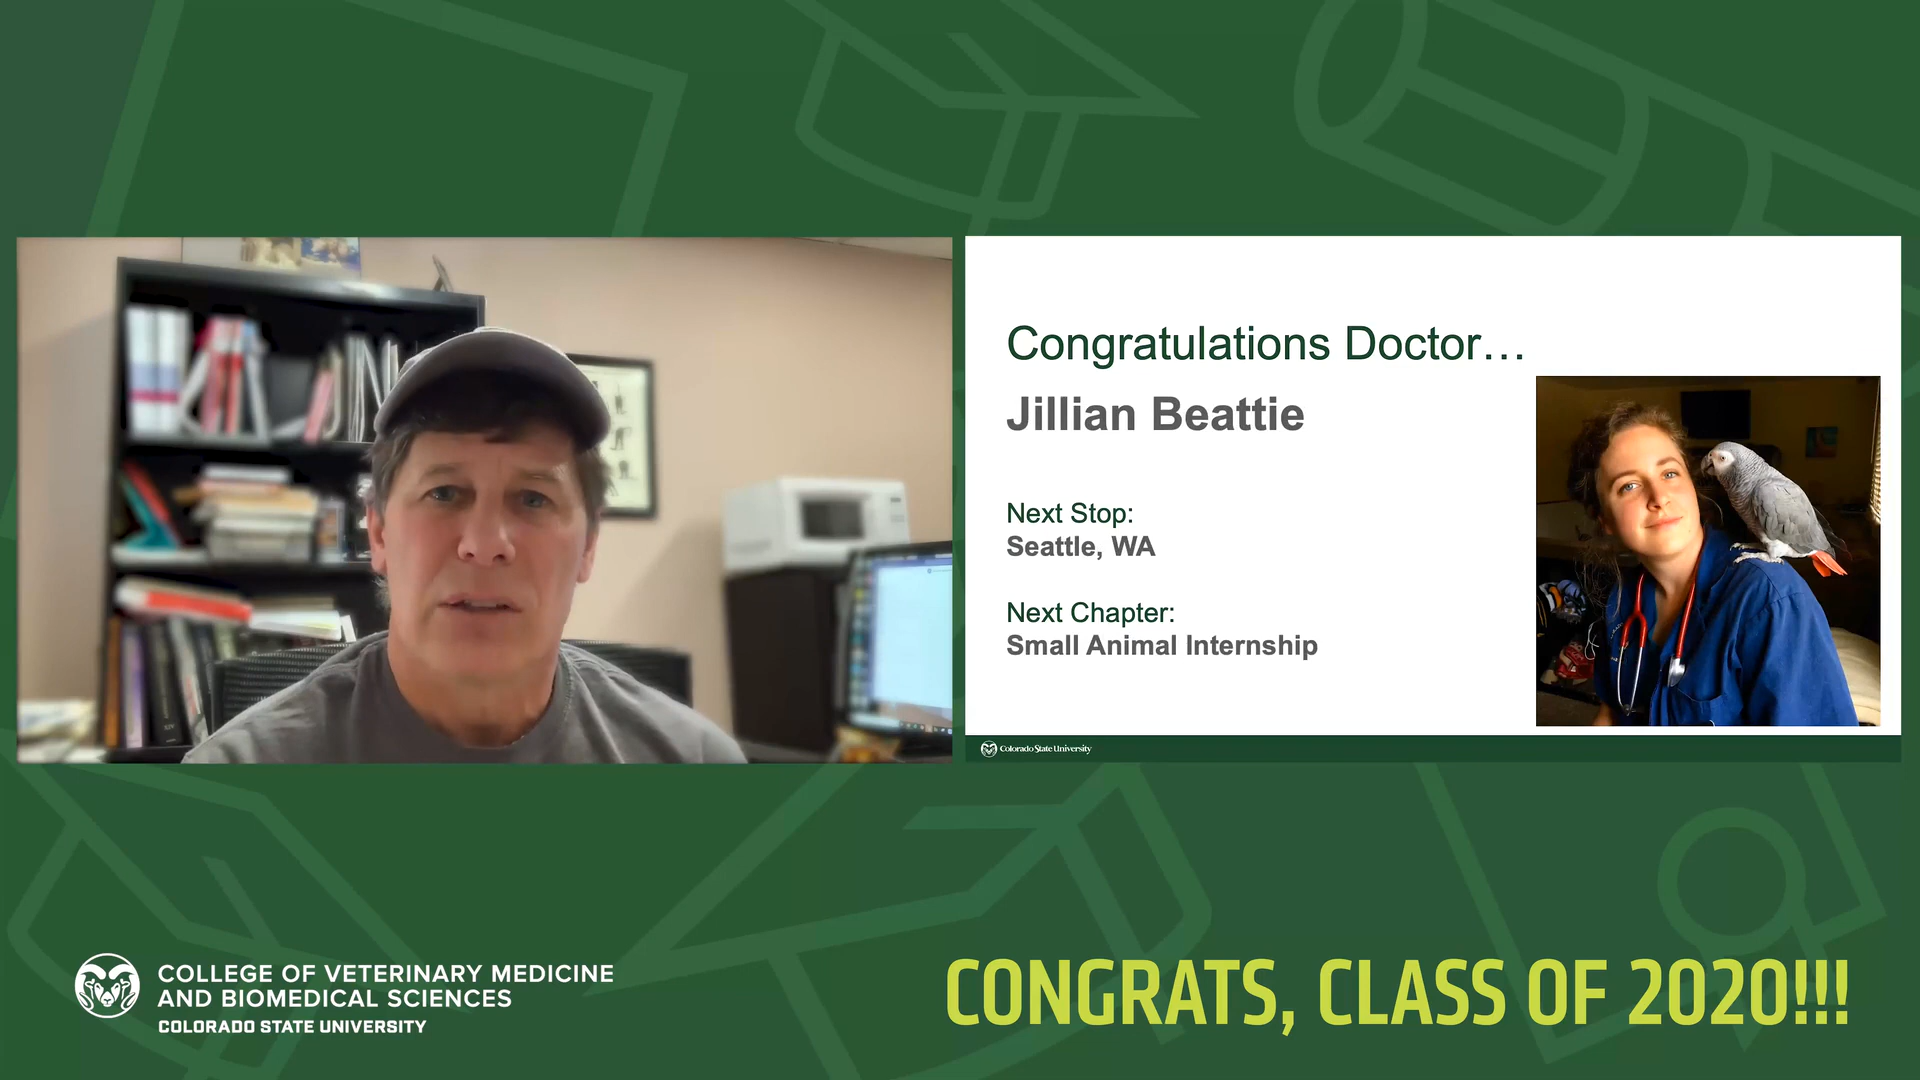 Congratulations Doctor…
Jillian Beattie
Next Stop:
Seattle, WA
Next Chapter:
Small Animal Internship
Colorado State University
COLLEGE OF VETERINARY MEDICINE
AND BIOMEDICAL SCIENCES
COLORADO STATE UNIVERSITY
CONGRATS, CLASS OF 2020!!!